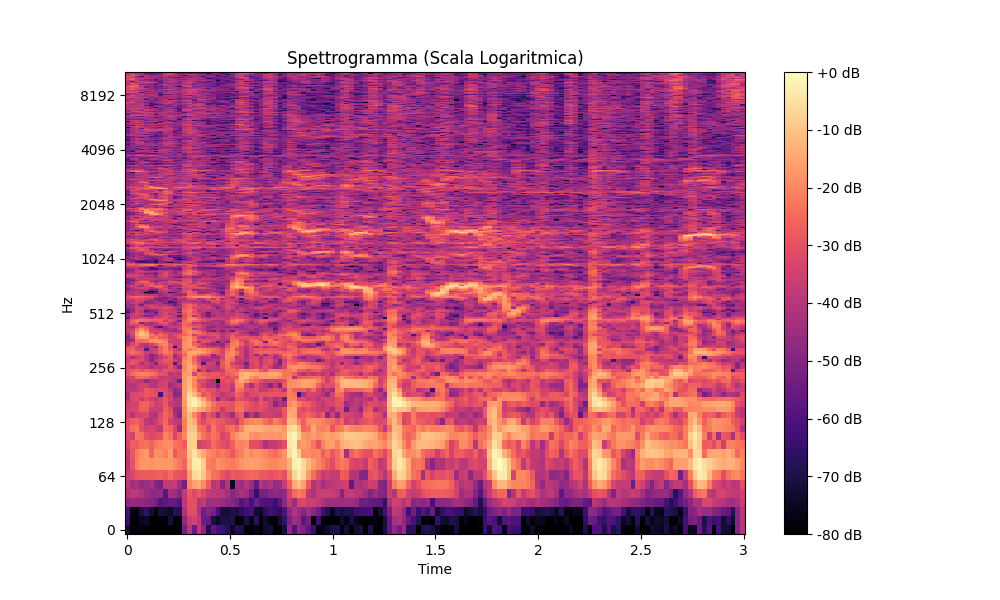 Spettrogramma (Scala Logaritmica)
Hz
8192
4096
2048
1024
512
256
128
64
0
0
0.5
1
1.5
2
2.5
3
Time
+0 dB
-10 dB
-20 dB
-30 dB
-40 dB
-50 dB
-60 dB
-70 dB
-80 dB